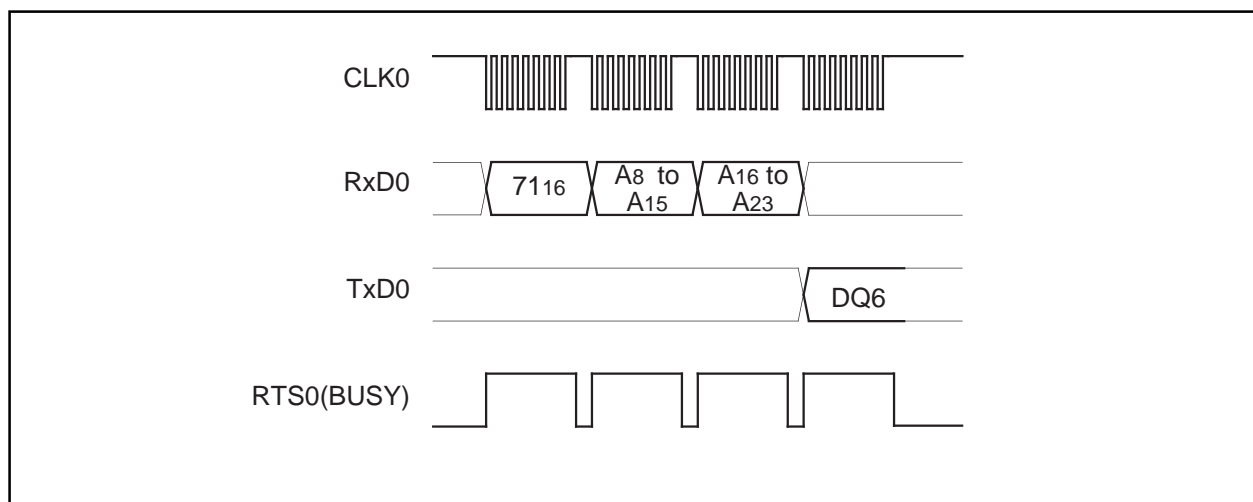 CLK0
RxD0
7116
A8 to
A15
A16 to
A23
TxD0
DQ6
RTS0(BUSY)